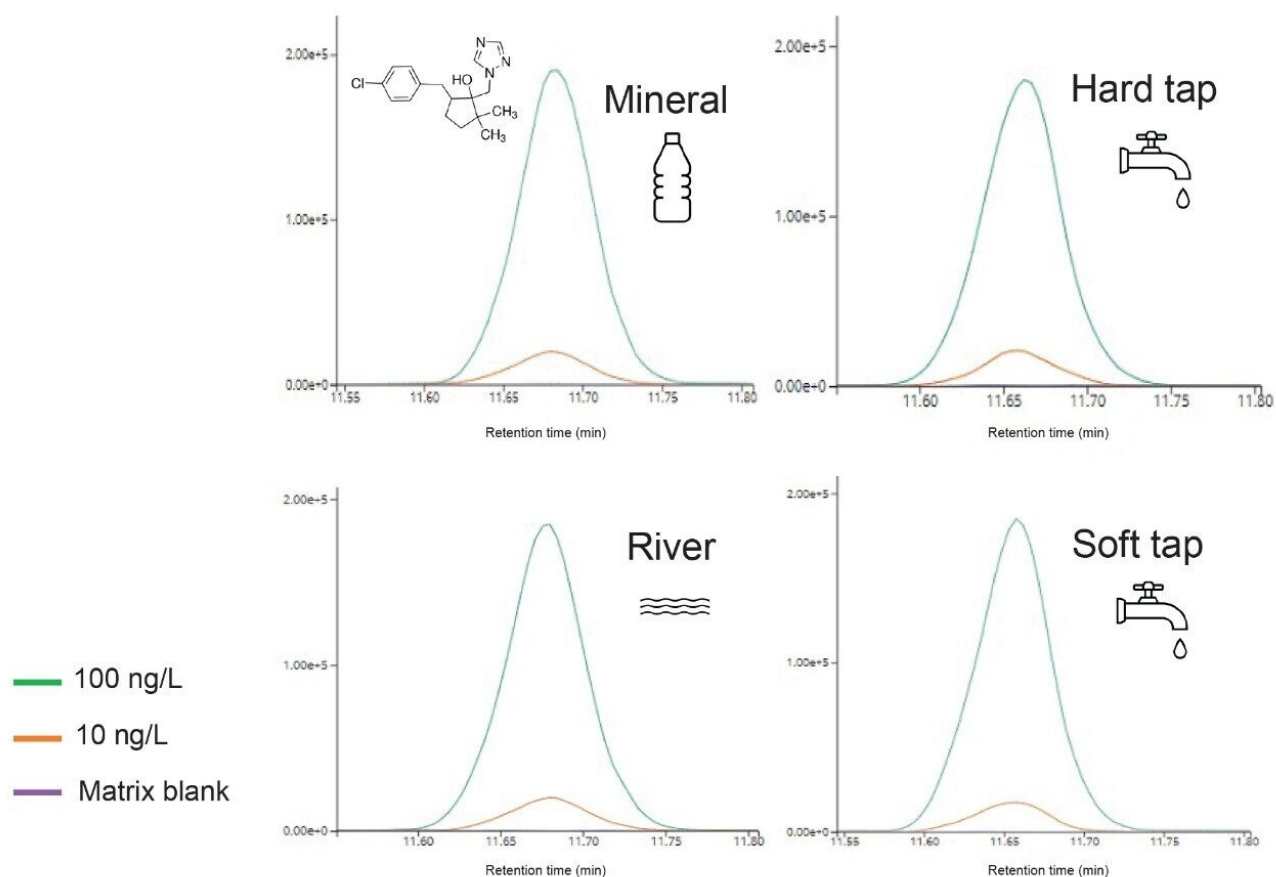 2.00e+5
1.00e+5
0.00e+0
11.55 11.60 11.65 11.70 11.75 11.80
Retention time (min)
Cl
HO
N
N
N
CH3
CH3
Mineral
2.00e+5
1.00e+5
0.00e+0
11.60 11.65 11.70 11.75 11.80
Retention time (min)
Hard tap
2.00e+5
1.00e+5
0.00e+0
11.60 11.65 11.70 11.75 11.80
Retention time (min)
River
2.00e+5
1.00e+5
0.00e+0
11.55 11.60 11.65 11.70 11.75 11.80
Retention time (min)
Soft tap
100 ng/L
10 ng/L
Matrix blank